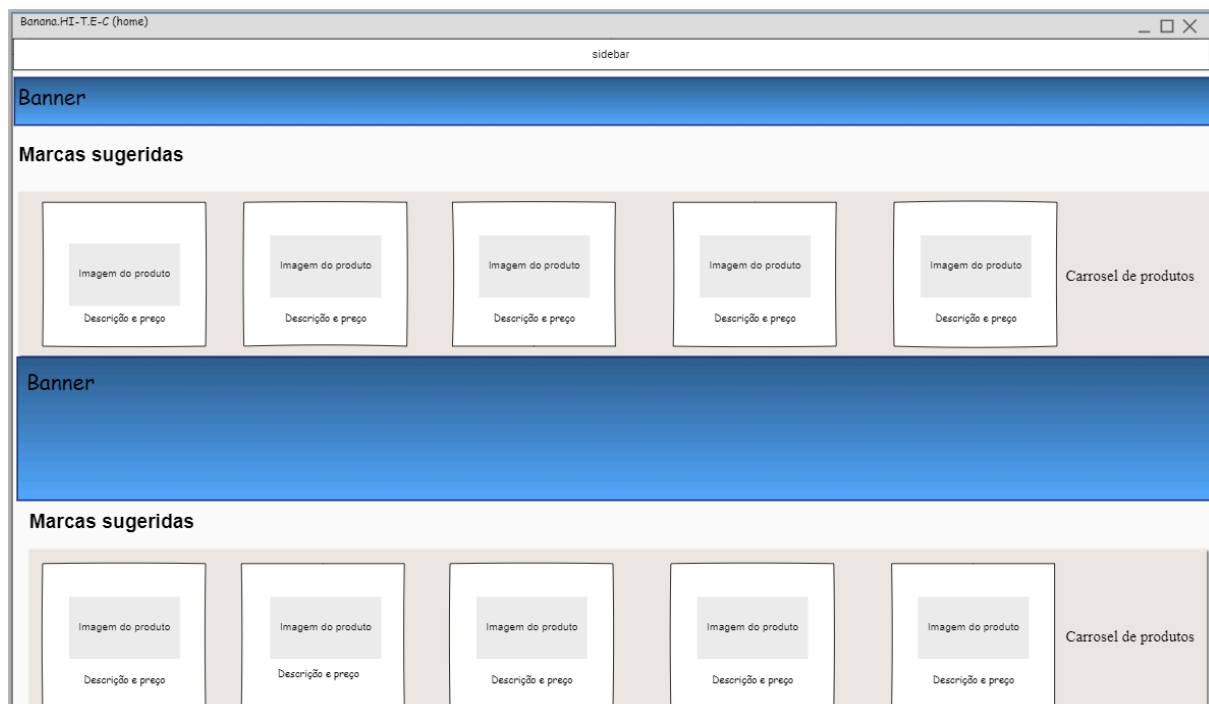 Banana.HI-T.E-C (home)
sidebar
Banner
Marcas sugeridas
Imagem do produto
Imagem do produto
Imagem do produto
Imagem do produto
Imagem do produto
Carrosel de produtos
Descrição e preço
Descrição e preço
Descrição e preço
Descrição e preço
Descrição e preço
Banner
Marcas sugeridas
Imagem do produto
Imagem do produto
Imagem do produto
Imagem do produto
Imagem do produto
Carrosel de produtos
Descrição e preço
Descrição e preço
Descrição e preço
Descrição e preço
Descrição e preço